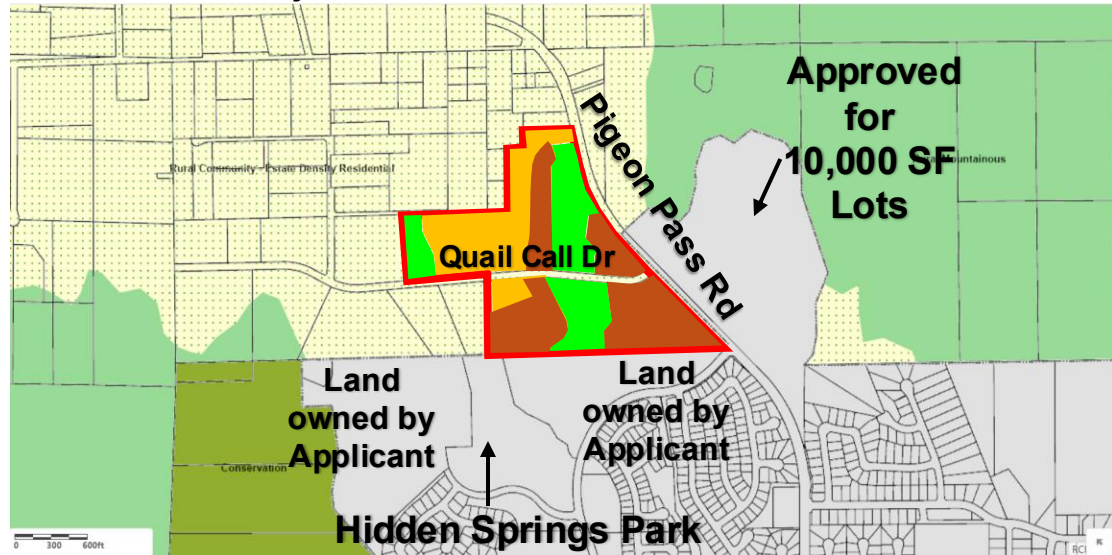 Approved
for
10,000 SF
Lots
Pigeon Pass Rd
Rural Community - Estate Density Residential
Mountainous
Quail Call Dr
Land
owned by
Applicant
Land
owned by
Applicant
Conservation
Hidden Springs Park
0 300 600ft